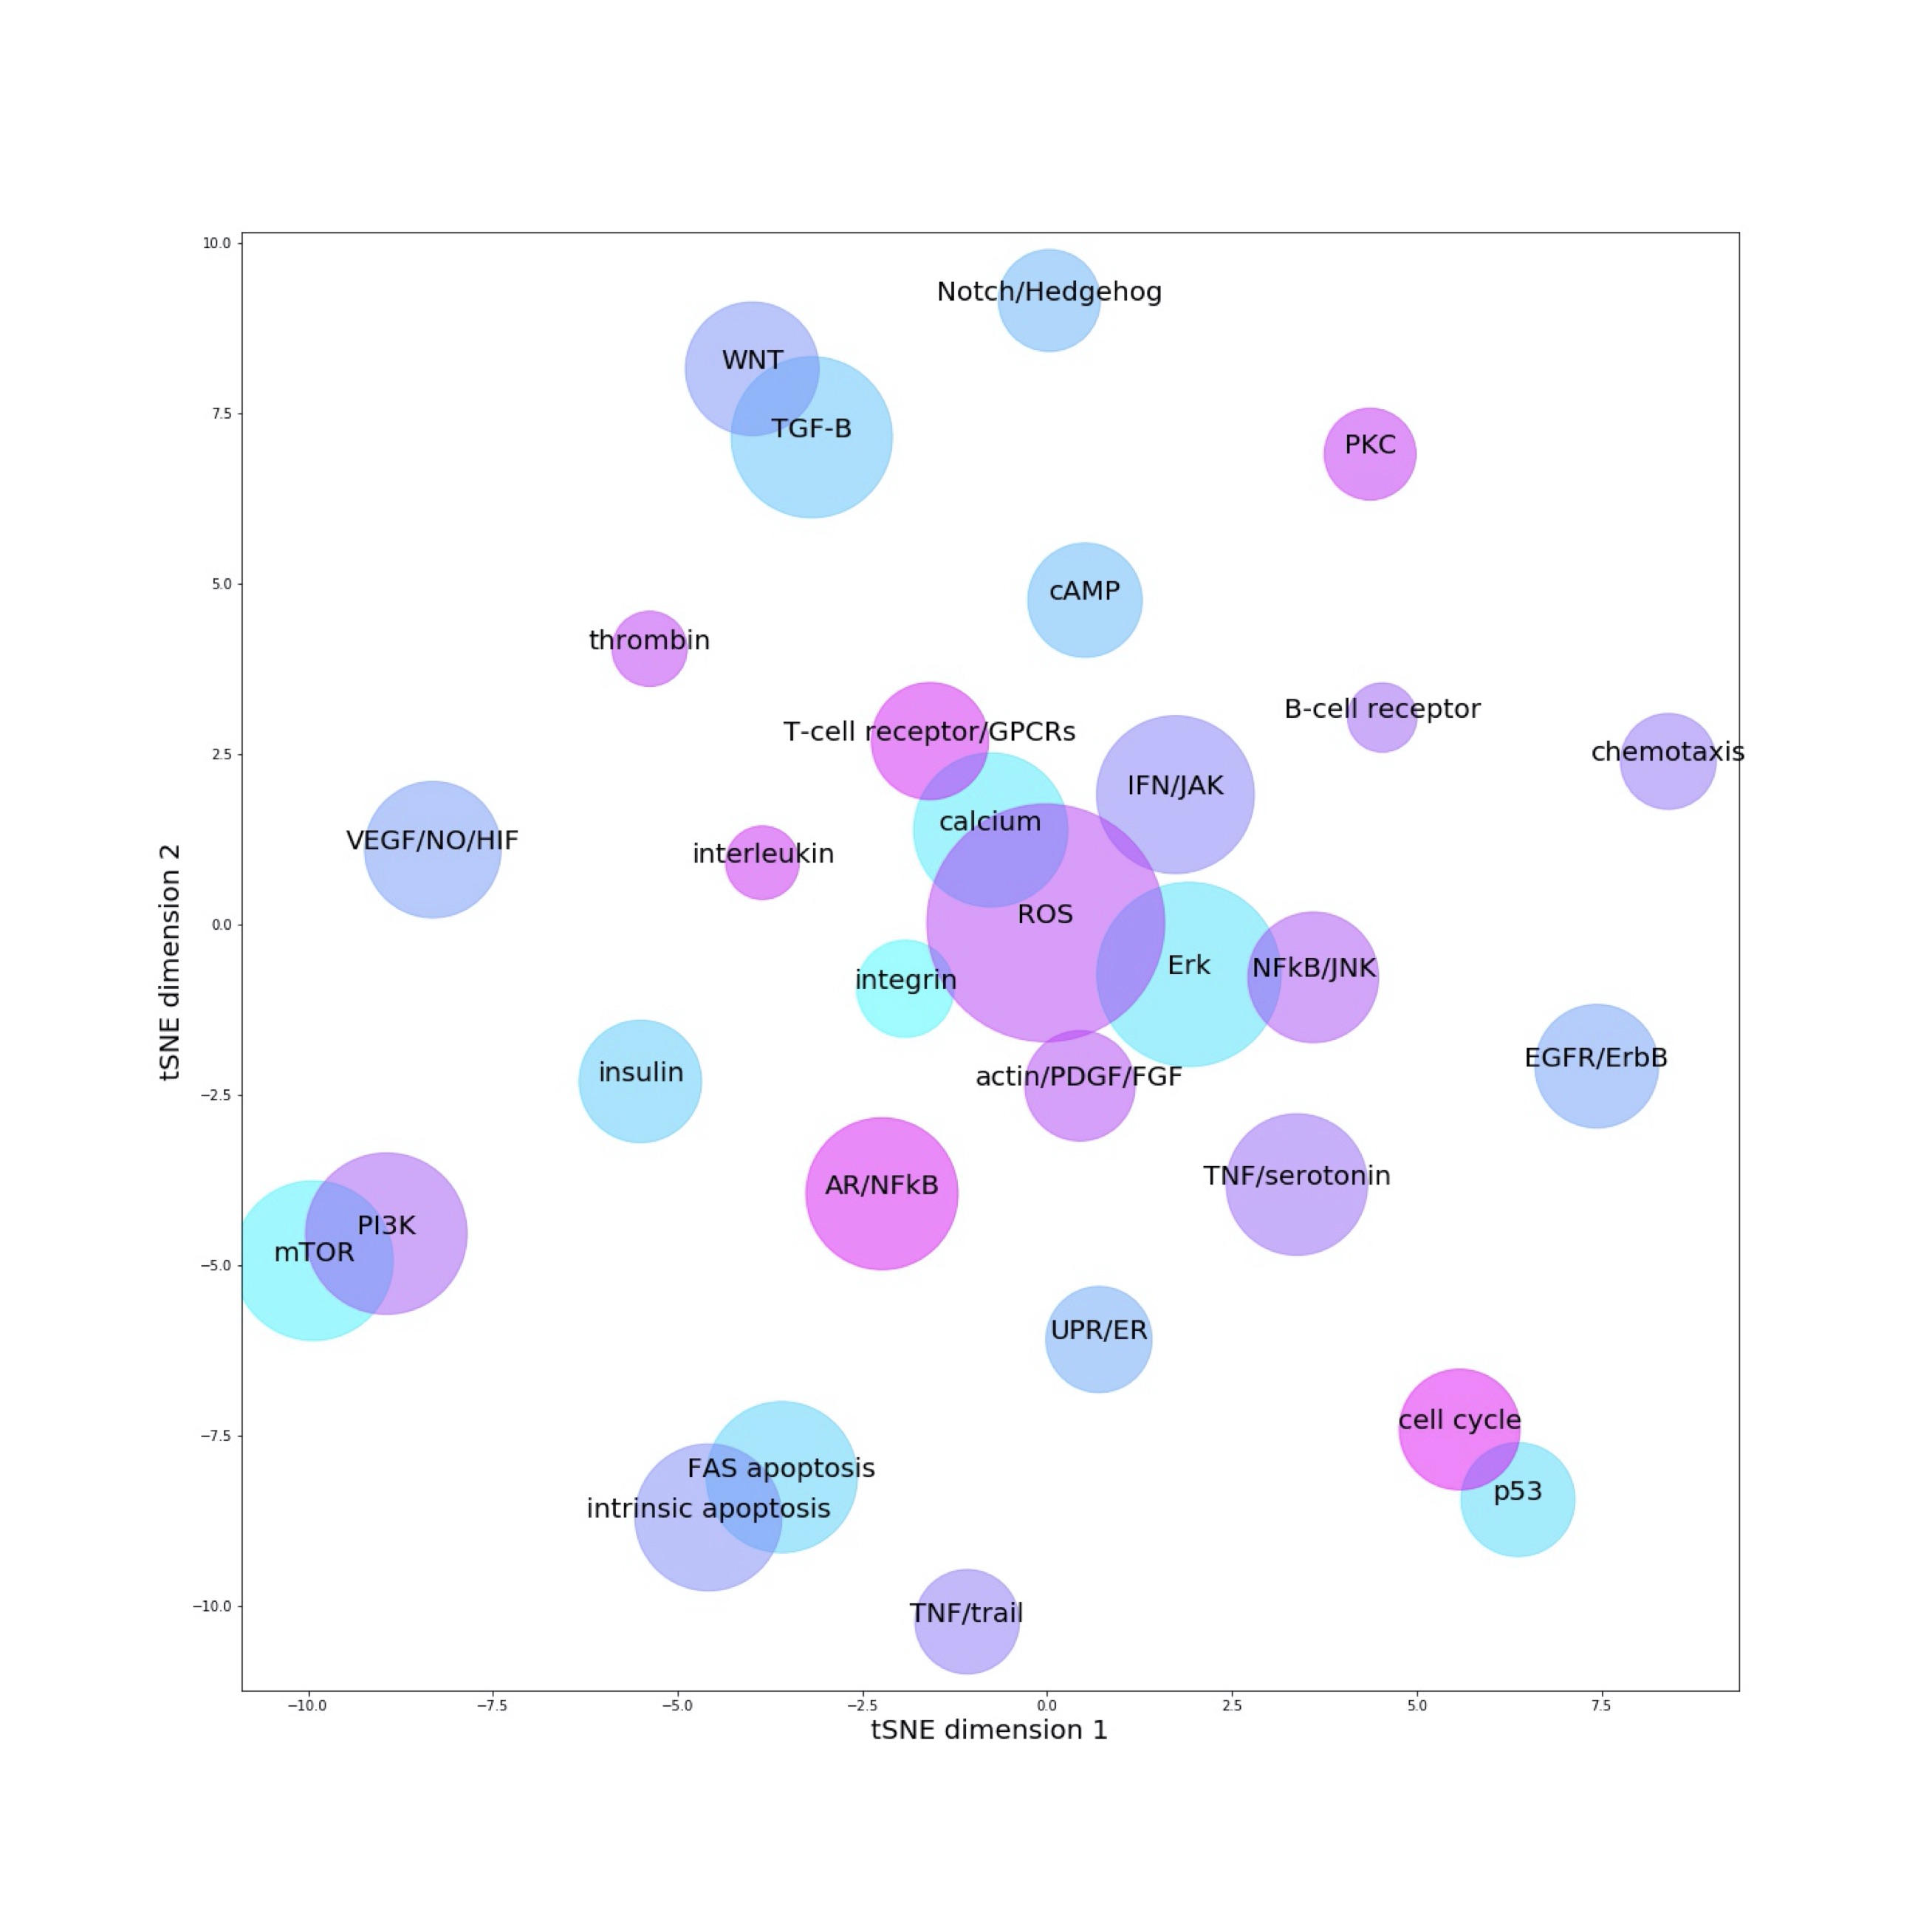 10.0
Notch/Hedgehog
WNT
7.5
TGF-B
PKC
5.0
cAMP
thrombin
B-cell receptor
T-cell receptor/GPCRs
2.5
chemotaxis
IFN/JAK
calcium
VEGF/NO/HIF
interleukin
ROS
0.0
Erk
NFkB/JNK
integrin
tSNE dimension 2
EGFR/ErbB
insulin
actin/PDGF/FGF
−2.5
TNF/serotonin
AR/NFkB
PI3K
mTOR
−5.0
UPR/ER
cell cycle
−7.5
FAS apoptosis
p53
intrinsic apoptosis
−10.0
TNF/trail
−10.0 −7.5 −5.0 −2.5 0.0 2.5 5.0 7.5
tSNE dimension 1